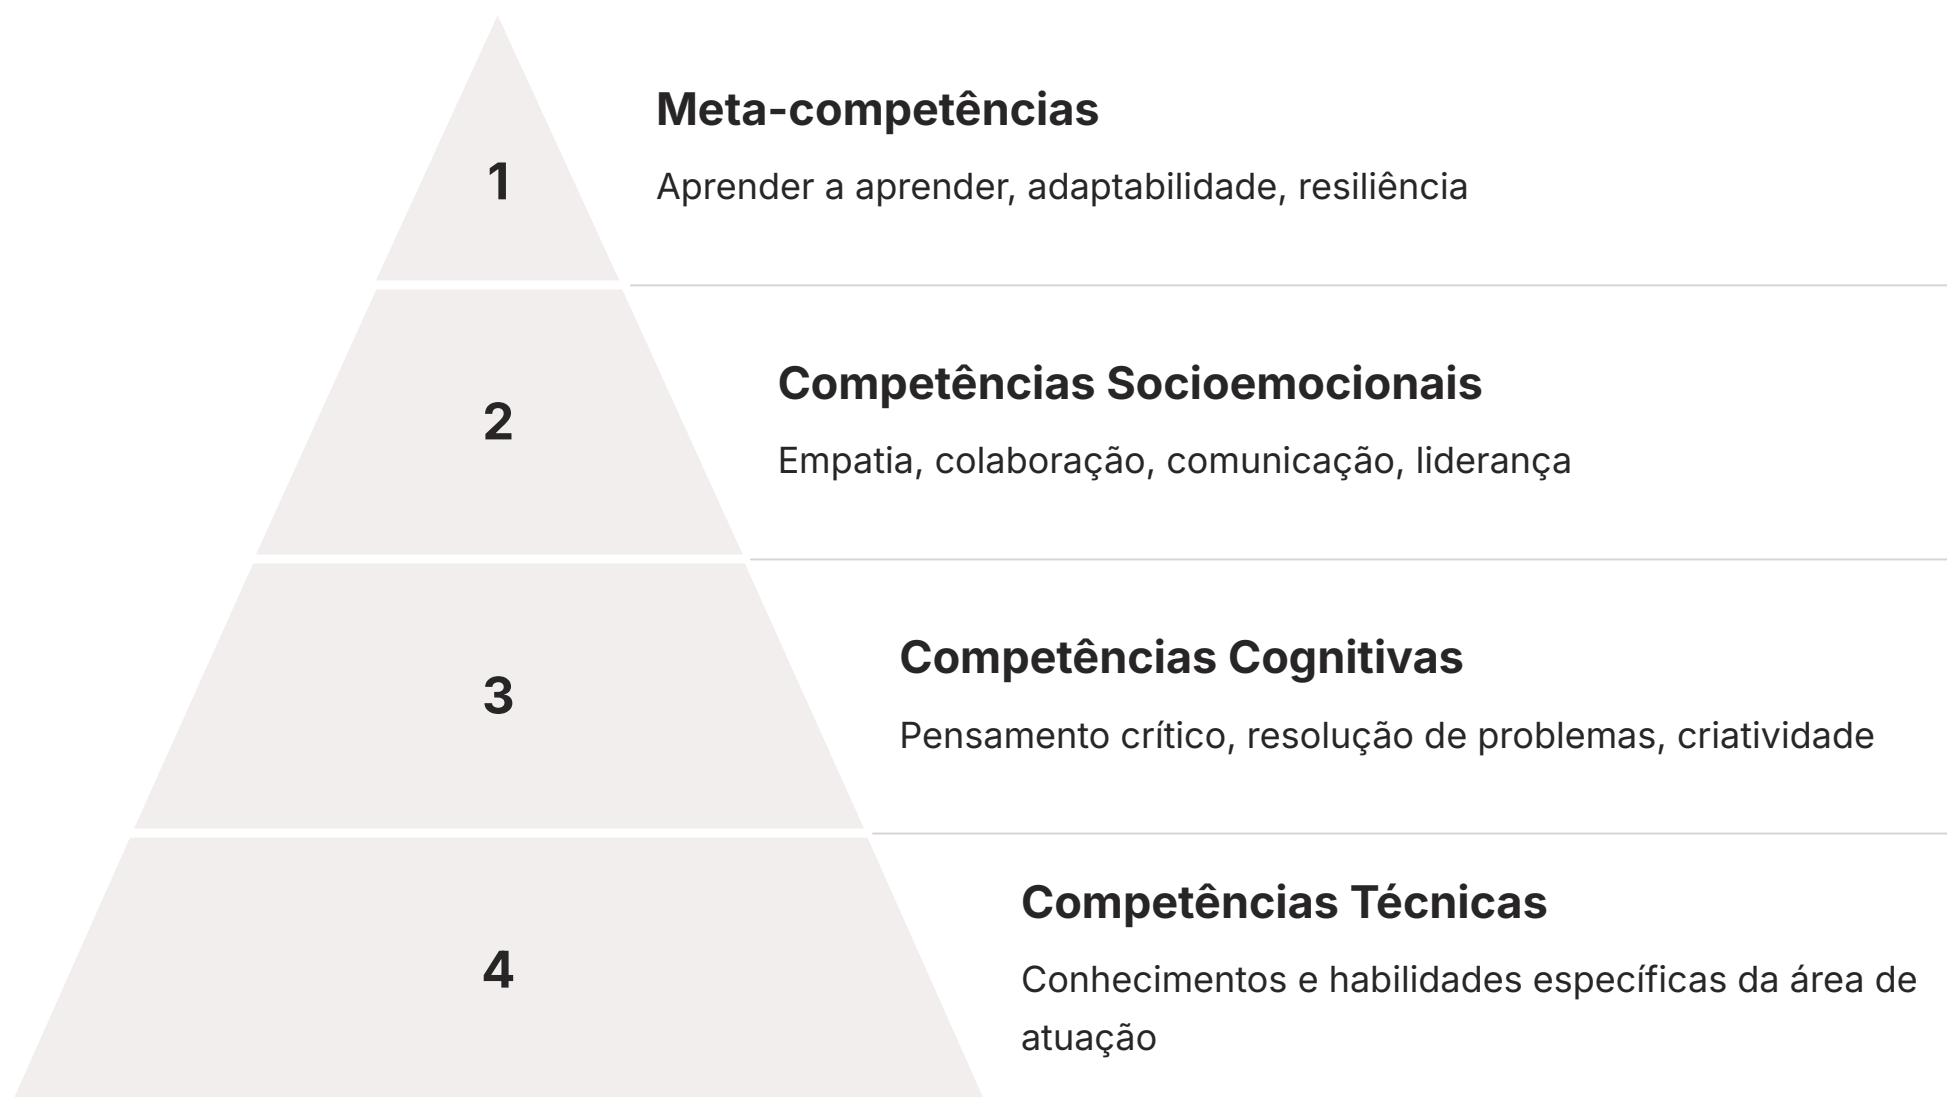 1
Meta-competências
Aprender a aprender, adaptabilidade, resiliência
2
Competências Socioemocionais
Empatia, colaboração, comunicação, liderança
3
Competências Cognitivas
Pensamento crítico, resolução de problemas, criatividade
4
Competências Técnicas
Conhecimentos e habilidades específicas da área de
atuação